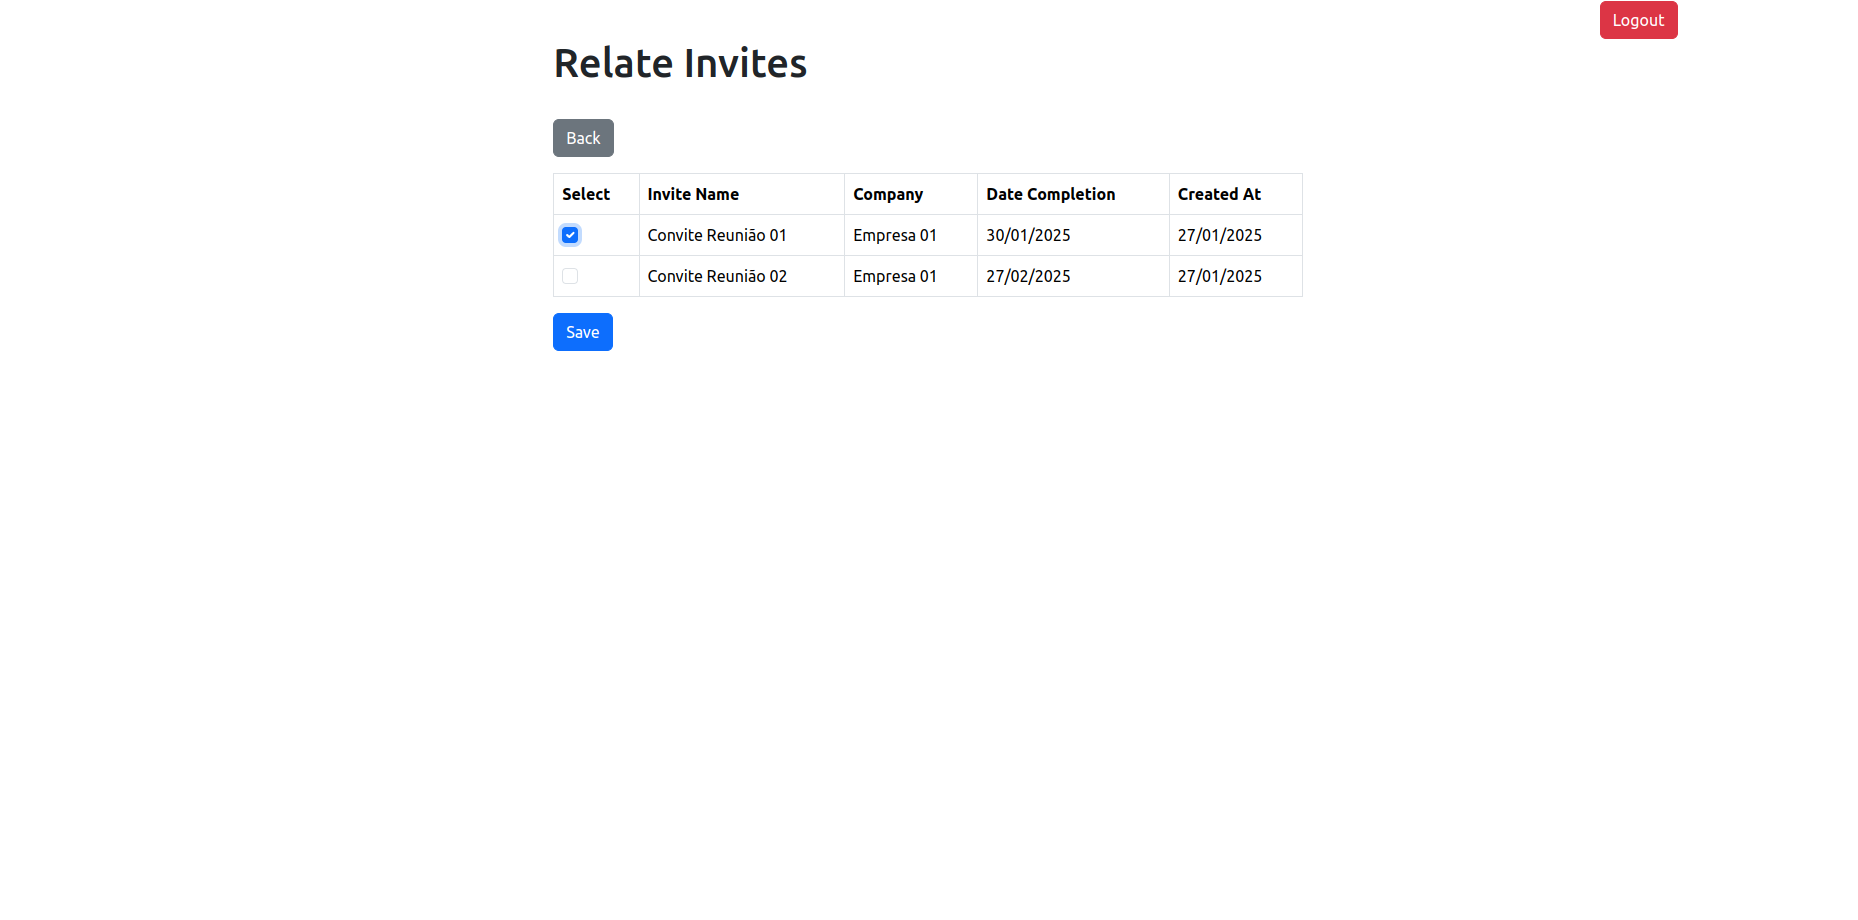 Logout
Relate Invites
Back
Select Invite Name Company Date Completion Created At
Convite Reunião 01 Empresa 01 30/01/2025 27/01/2025
Convite Reunião 02 Empresa 01 27/02/2025 27/01/2025
Save